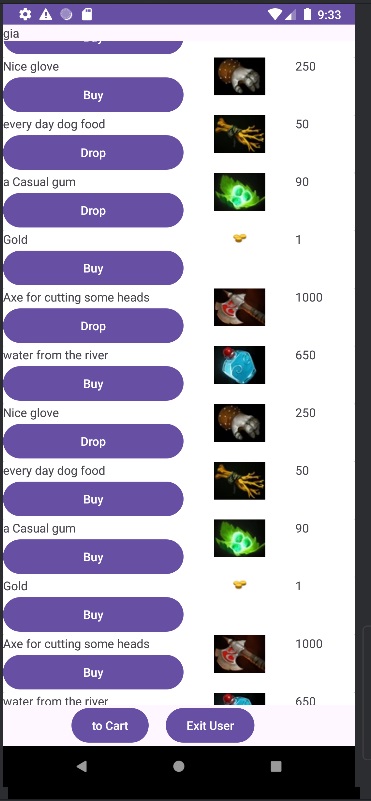 9:33
gia
Buy
Nice glove 250
Buy
every day dog food 50
Drop
a Casual gum 90
Drop
Gold 1
Buy
Axe for cutting some heads 1000
Drop
water from the river 650
Buy
Nice glove 250
Drop
every day dog food 50
Buy
a Casual gum 90
Buy
Gold 1
Buy
Axe for cutting some heads 1000
Buy
water from the river 650
to Cart Exit User